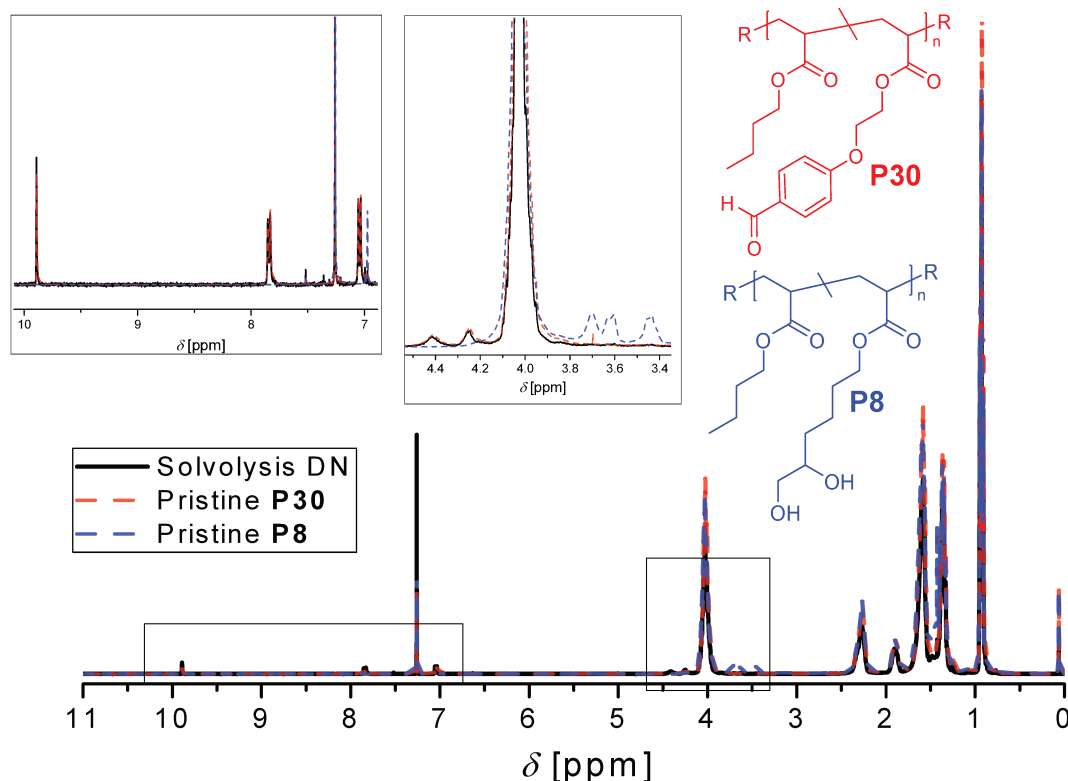 10 9 8 7
δ [ppm]
4.4 4.2 4.0 3.8 3.6 3.4
δ [ppm]
R [ ]n R
O O O O
O
P30
H
O
R [ ]n R
O O O O
P8
OH
HO
Solvolysis DN
Pristine P30
Pristine P8
11 10 9 8 7 6 5 4 3 2 1 0
δ [ppm]